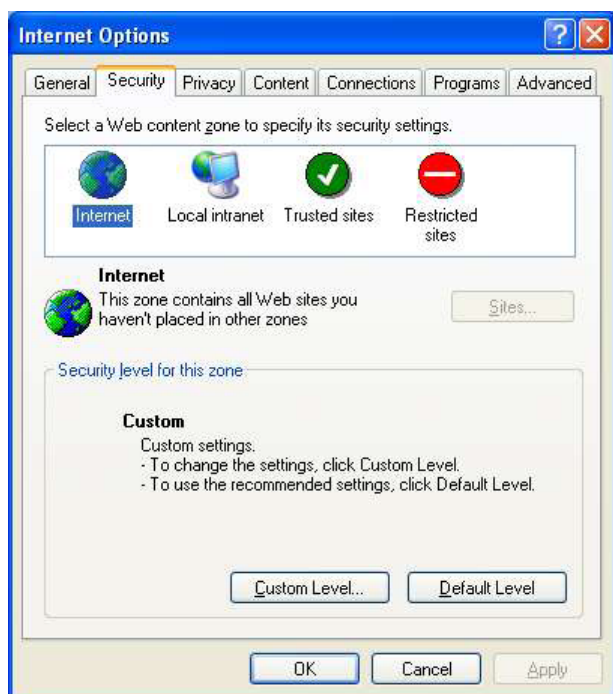 Internet Options
General Security Privacy Content Connections Programs Advanced
Select a Web content zone to specify its security settings.
Internet Local intranet Trusted sites Restricted
sites
Internet
This zone contains all Web sites you
haven't placed in other zones
Sites...
Security level for this zone
Custom
Custom settings.
- To change the settings, click Custom Level.
- To use the recommended settings, click Default Level.
Custom Level... Default Level
OK Cancel Apply